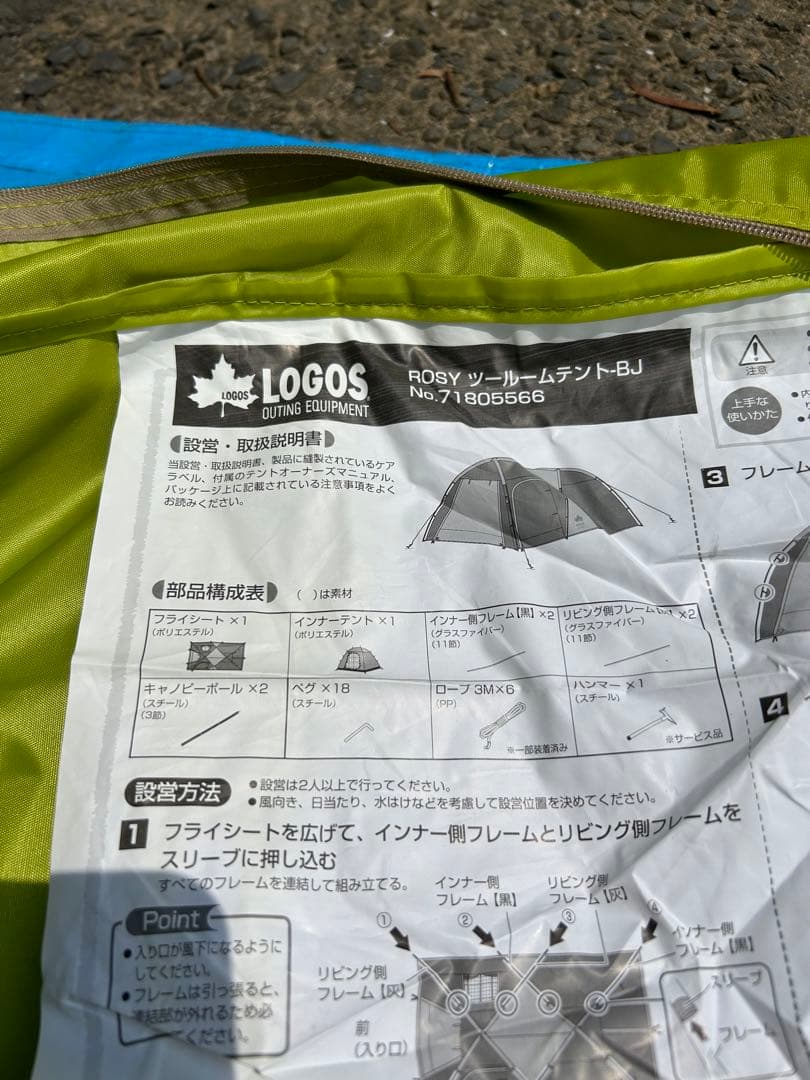 LOGOS
LOGOS
OUTING EQUIPMENT
ROSY ツールームテント-BJ
No.71805566
設営・取扱説明書
当設営・取扱説明書、製品に縫製されているケア
ラベル、付属のテントオーナーズマニュアル、
パッケージ上に記載されている注意事項をよく
お読みください。
注意
上手な
使いかた
部品構成表 ( )は素材
フライシート ×1
(ポリエステル)
インナーテント ×1
(ポリエステル)
インナー側フレーム【黒】×2
(グラスファイバー)
(11節)
リビング側フレーム ×2
(グラスファイバー)
(11節)
キャノピーポール ×2
(スチール)
(3節)
ペグ ×18
(スチール)
ロープ 3M×6
(PP)
※一部装着済み
ハンマー ×1
(スチール)
※サービス品
設営方法
●設営は2人以上で行ってください。
●風向き、日当たり、水はけなどを考慮して設営位置を決めてください。
1 フライシートを広げて、インナー側フレームとリビング側フレームを
スリーブに押し込む
すべてのフレームを連結して組み立てる。
Point
●入り口が風下になるように
してください。
●フレームは引っ張ると、
連結部が外れるため必
ください。
インナー側
フレーム【黒】
リビング側
フレーム【灰】
① ② ③ ④
リビング側
フレーム【灰】
インナー側
フレーム【黒】
前
(入り口)
スリーブ
フレーム
3 フレーム
4